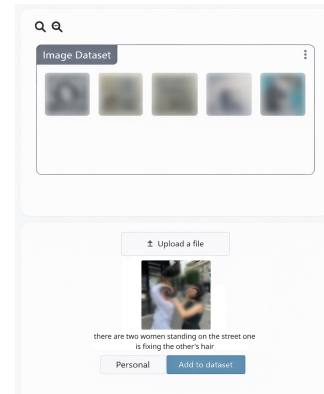 Image Dataset
Upload a file
there are two women standing on the street one
is fixing the other's hair
Personal
Add to dataset